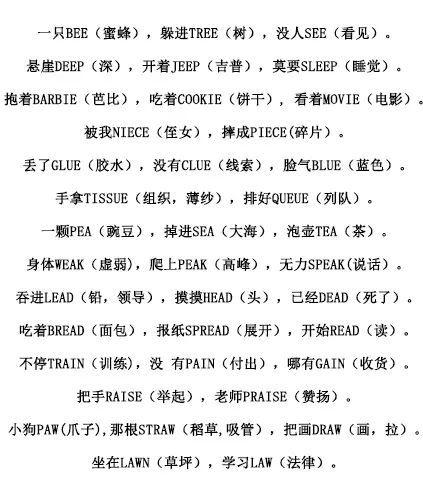 一只BEE（蜜蜂），躲进TREE（树），没人SEE（看见）。
悬崖DEEP（深），开着JEEP（吉普），莫要SLEEP（睡觉）。
抱着BARBIE（芭比），吃着COOKIE（饼干），看着MOVIE（电影）。
被我NIECE（侄女），摔成PIECE(碎片）。
丢了GLUE（胶水），没有CLUE（线索），脸气BLUE（蓝色）。
手拿TISSUE（组织，薄纱），排好QUEUE（列队）。
一颗PEA（豌豆），掉进SEA（大海），泡壶TEA（茶）。
身体WEAK（虚弱),爬上PEAK（高峰），无力SPEAK(说话）。
吞进LEAD（铅，领导），摸摸HEAD（头），已经DEAD（死了）。
吃着BREAD（面包），报纸SPREAD（展开），开始READ（读）。
不停TRAIN（训练),没 有PAIN（付出），哪有GAIN（收货）。
把手RAISE（举起），老师PRAISE（赞扬）。
小狗PAW(爪子),那根STRAW（稻草,吸管），把画DRAW（画，拉）。
坐在LAWN（草坪），学习LAW（法律）。